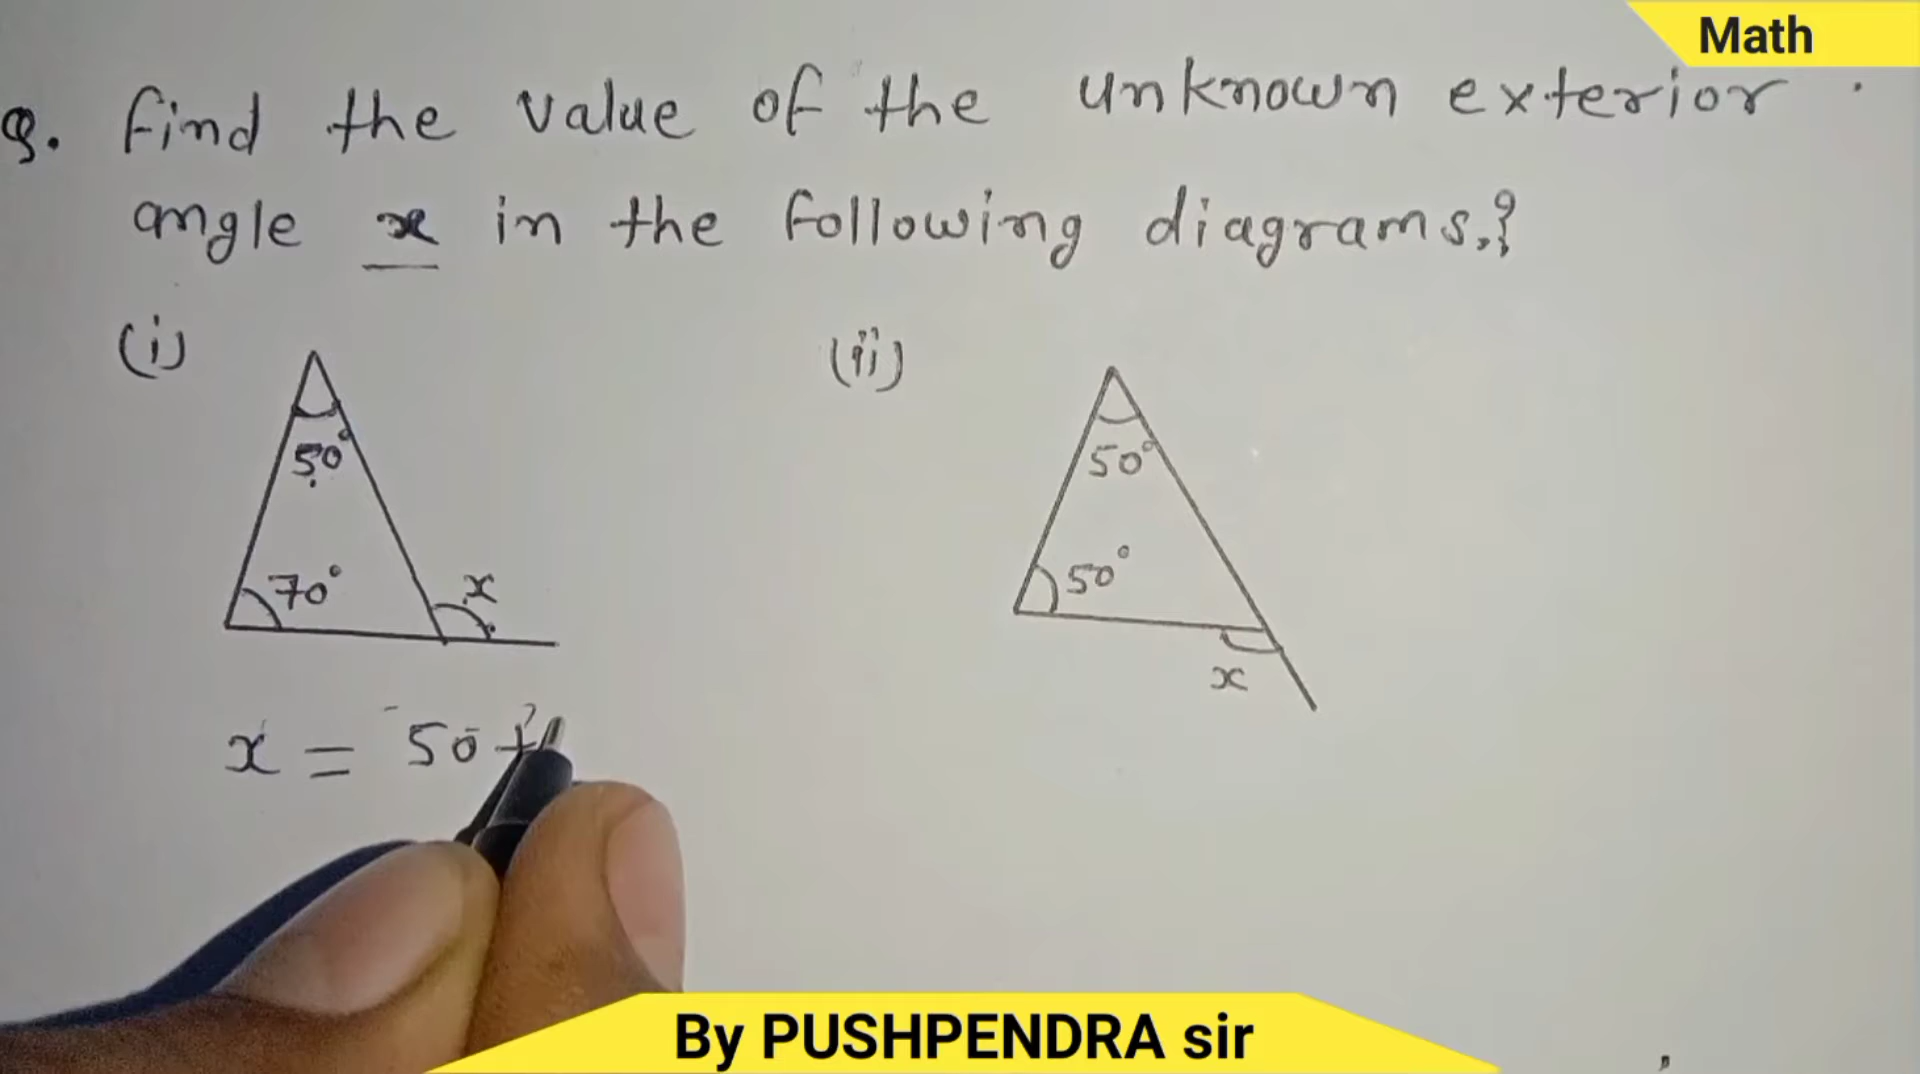 Math
Q. find the value of the unknown exterior
angle x in the following diagrams.?
(i)
(ii)
50°
50°
70°
x
50°
x
x = 50 +
By PUSHPENDRA sir